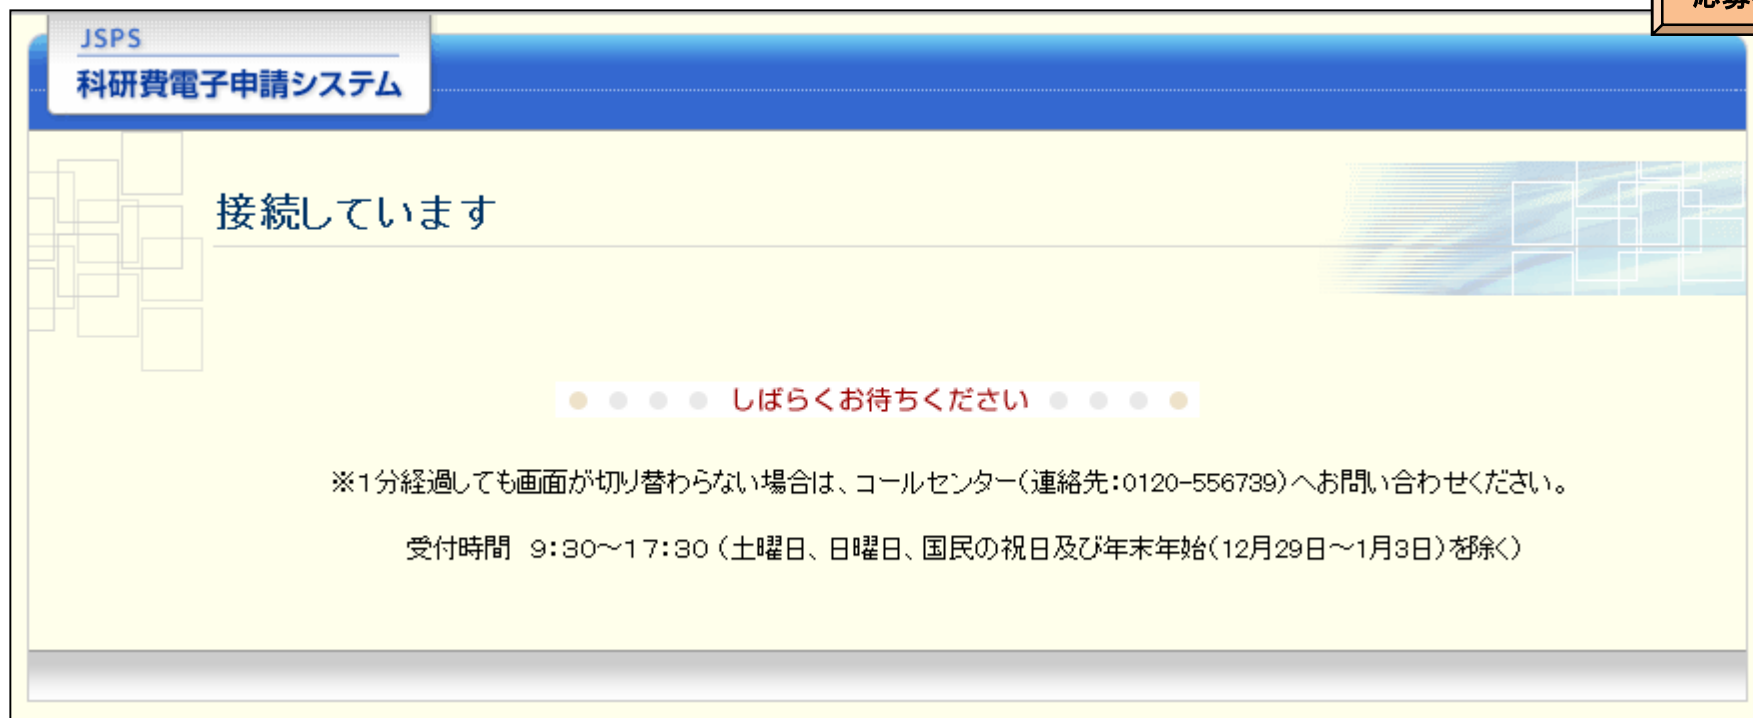 JSPS
科研費電子申請システム
接続しています
しばらくお待ちください
※1分経過しても画面が切り替わらない場合は、コールセンター(連絡先:0120-556739)へお問い合わせください。
受付時間 9:30~17:30(土曜日、日曜日、国民の祝日及び年末年始(12月29日~1月3日)を除く)